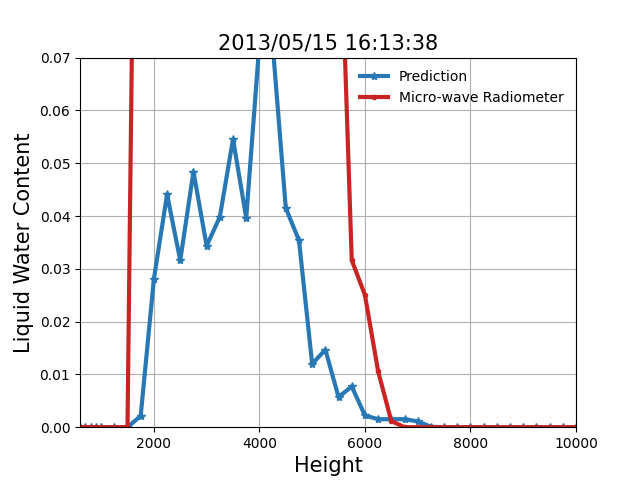 2013/05/15 16:13:38
0.07
0.06
0.05
0.04
0.03
0.02
0.01
0.00
Liquid Water Content
Prediction
Micro-wave Radiometer
2000 4000 6000 8000 10000
Height